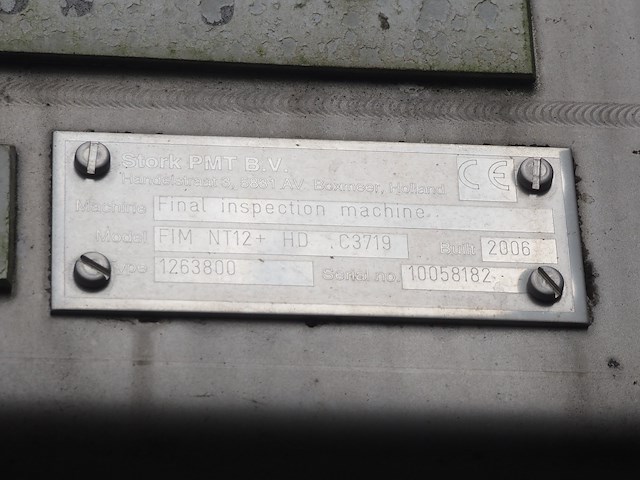 Stork PMT B.V.
Handelstraat 3, 5831 AV Boxmeer, Holland
CE
Machine Final inspection machine
Model FIM NT12+ HD C3719 Built 2006
Type 1263800 Serial no. 10058182